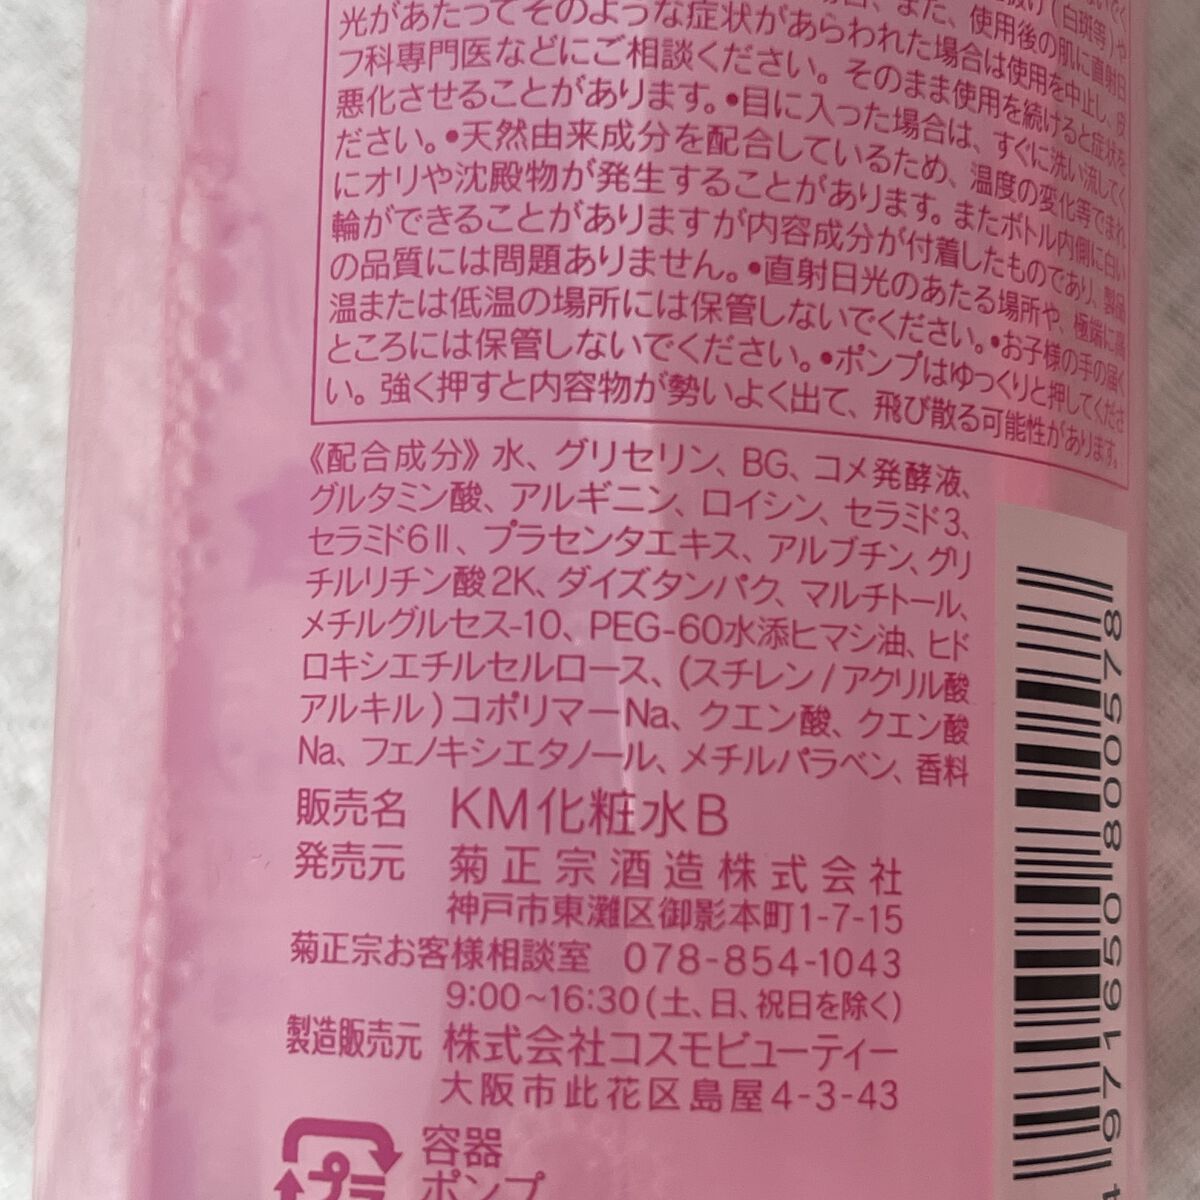 抜け(白斑等)や
、また、使用後の肌に直射日
光があたってそのような症状があらわれた場合は使用を中止し、皮
フ科専門医などにご相談ください。そのまま使用を続けると症状を
悪化させることがあります。•目に入った場合は、すぐに洗い流してく
ださい。•天然由来成分を配合しているため、温度の変化等でまれ
にオリや沈殿物が発生することがあります。またボトル内側に白い
輪ができることがありますが内容成分が付着したものであり、製品
の品質には問題ありません。•直射日光のあたる場所や、極端に高
温または低温の場所には保管しないでください。•お子様の手の届く
ところには保管しないでください。•ポンプはゆっくりと押してくださ
い。強く押すと内容物が勢いよく出て、飛び散る可能性があります。
《配合成分》水、グリセリン、BG、コメ発酵液、
グルタミン酸、アルギニン、ロイシン、セラミド3、
セラミド6Ⅱ、プラセンタエキス、アルブチン、グリ
チルリチン酸2K、ダイズタンパク、マルチトール、
メチルグルセス-10、PEG-60水添ヒマシ油、ヒド
ロキシエチルセルロース、(スチレン/アクリル酸
アルキル)コポリマーNa、クエン酸、クエン酸
Na、フェノキシエタノール、メチルパラベン、香料
販売名 KM化粧水B
発売元 菊正宗酒造株式会社
神戸市東灘区御影本町1-7-15
菊正宗お客様相談室 078-854-1043
9:00~16:30(土、日、祝日を除く)
製造販売元 株式会社コスモビューティー
大阪市此花区島屋4-3-43
プラ
容器
ポンプ
4971650800578